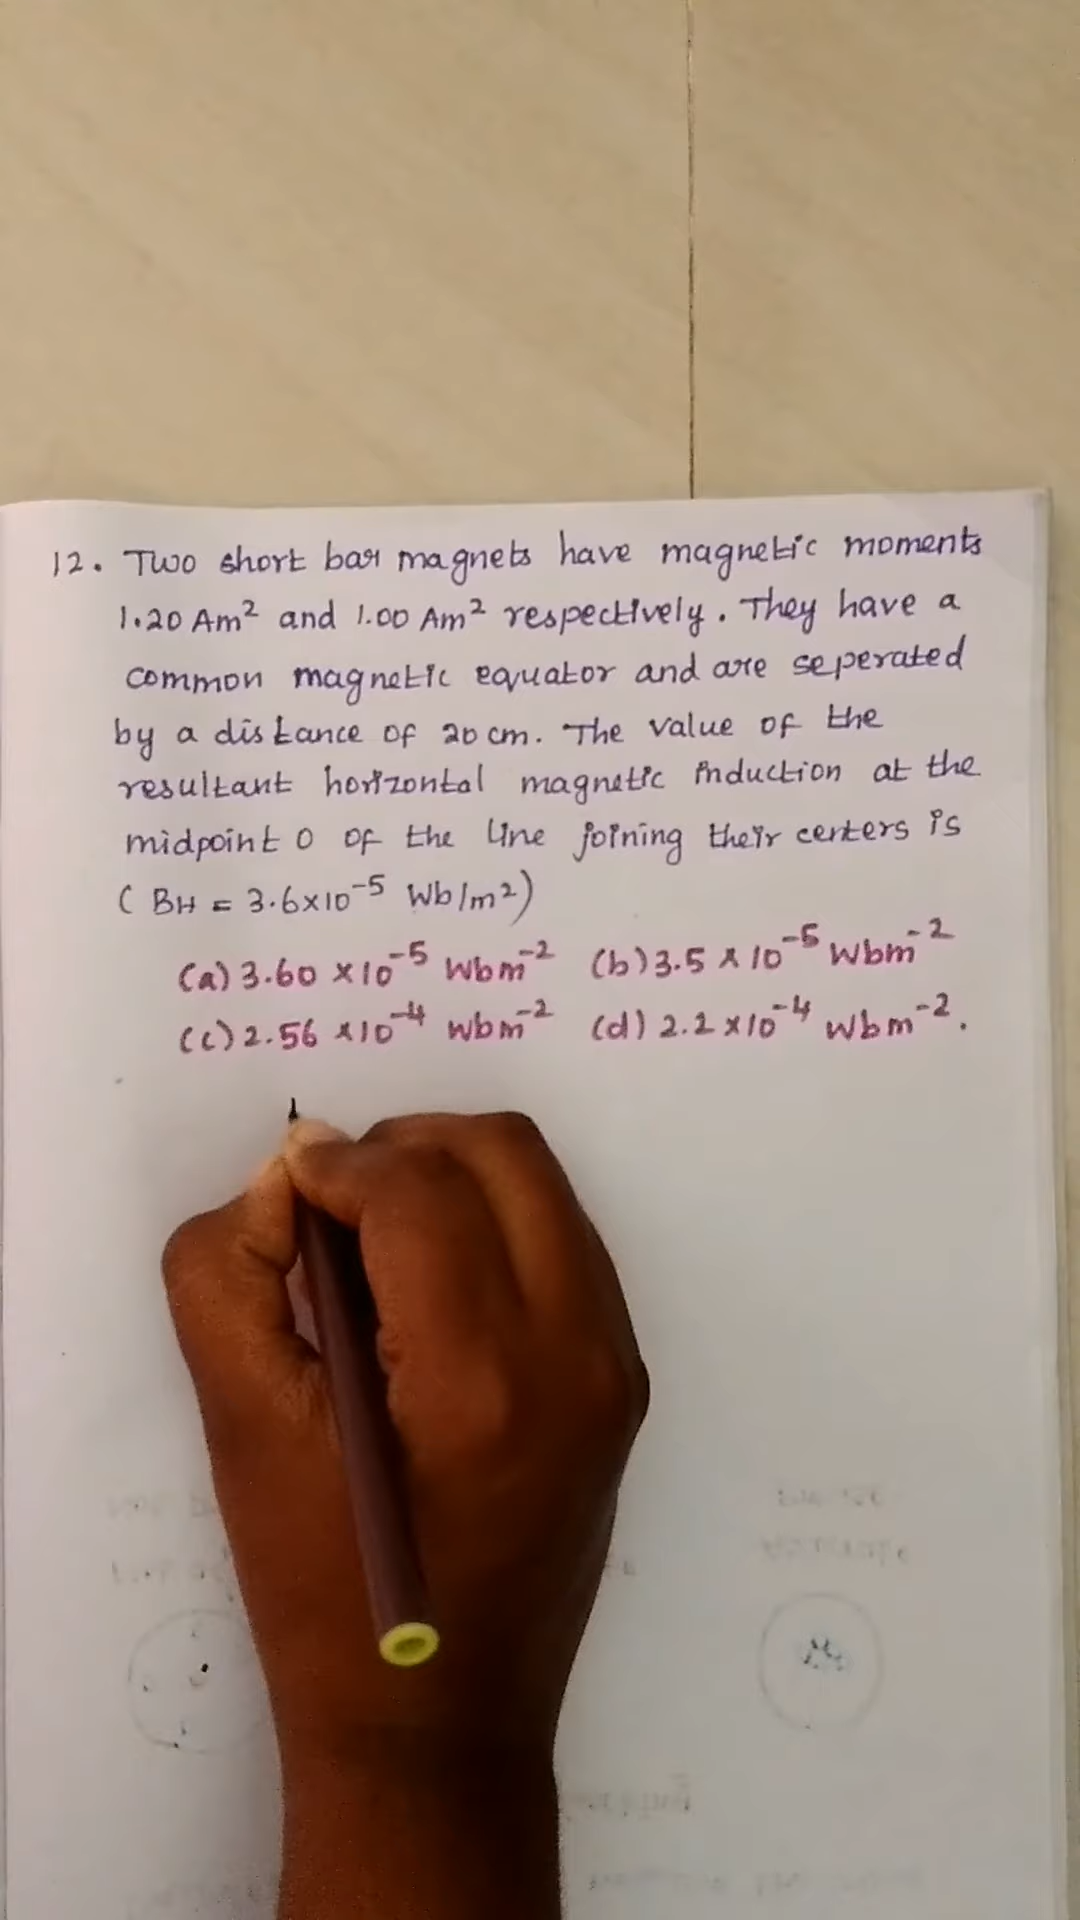 12. Two short bar magnets have magnetic moments
1.20 Am² and 1.00 Am² respectively. They have a
common magnetic equator and are seperated
by a distance of 20 cm. The value of the
resultant horizontal magnetic induction at the
midpoint O of the line joining their centers is
( BH = 3.6×10⁻⁵ Wb/m²)
(a) 3.60 ×10⁻⁵ Wbm⁻² (b) 3.5 × 10⁻⁵ Wbm⁻²
(c) 2.56 ×10⁻⁴ Wbm⁻² (d) 2.2 ×10⁻⁴ Wbm⁻².